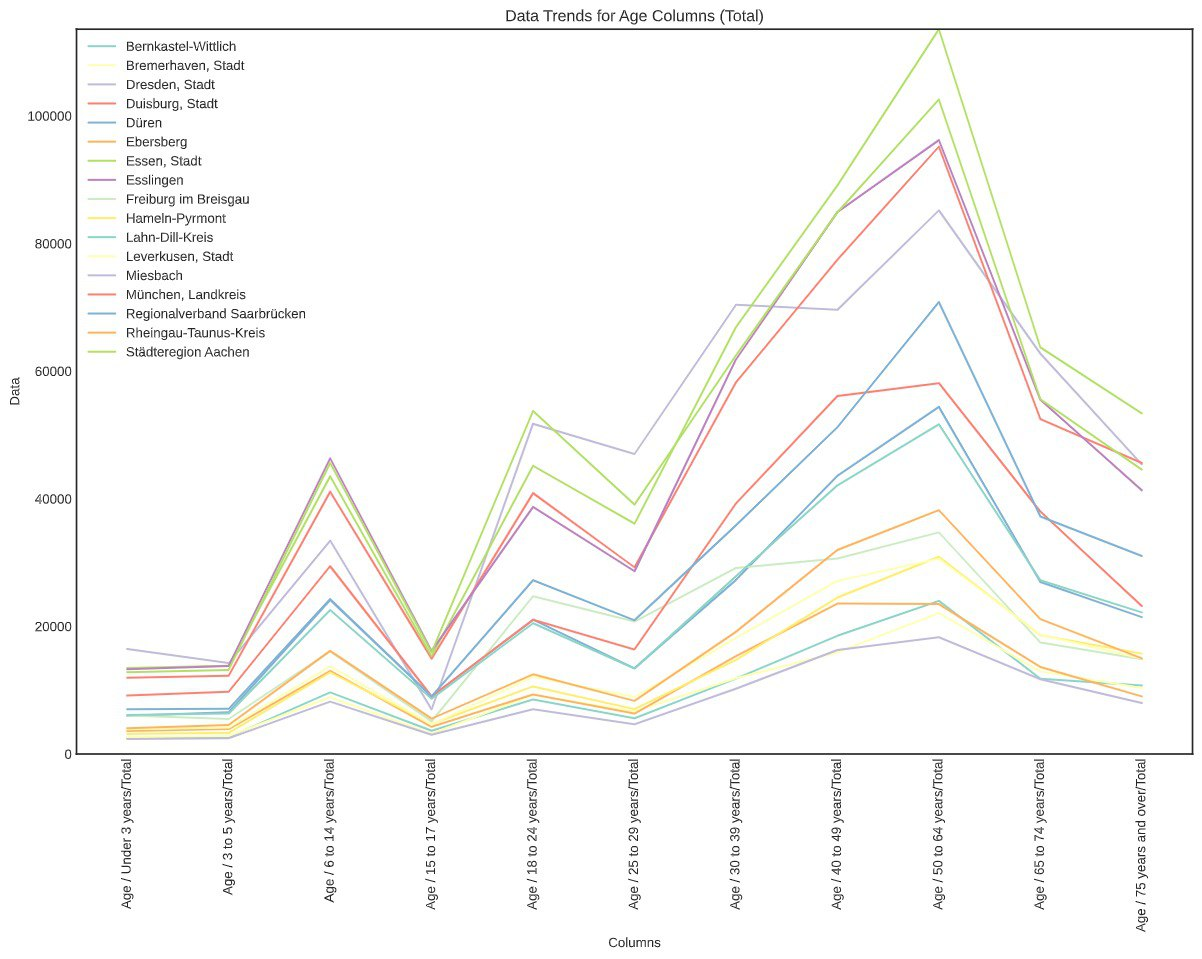 Data Trends for Age Columns (Total)
Bernkastel-Wittlich
Bremerhaven, Stadt
Dresden, Stadt
Duisburg, Stadt
Düren
Ebersberg
Essen, Stadt
Esslingen
Freiburg im Breisgau
Hameln-Pyrmont
Lahn-Dill-Kreis
Leverkusen, Stadt
Miesbach
München, Landkreis
Regionalverband Saarbrücken
Rheingau-Taunus-Kreis
Städteregion Aachen
100000
80000
60000
40000
20000
0
Data
Age / Under 3 years/Total
Age / 3 to 5 years/Total
Age / 6 to 14 years/Total
Age / 15 to 17 years/Total
Age / 18 to 24 years/Total
Age / 25 to 29 years/Total
Age / 30 to 39 years/Total
Age / 40 to 49 years/Total
Age / 50 to 64 years/Total
Age / 65 to 74 years/Total
Age / 75 years and over/Total
Columns